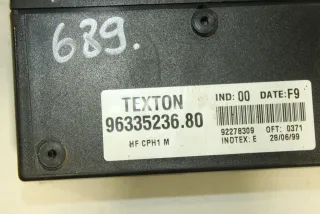 689.
TEXTON IND: 00 DATE: F9
96335236.80
92278309 OFT: 0371
HF CPH1 M INDTEX: E 28/06/99